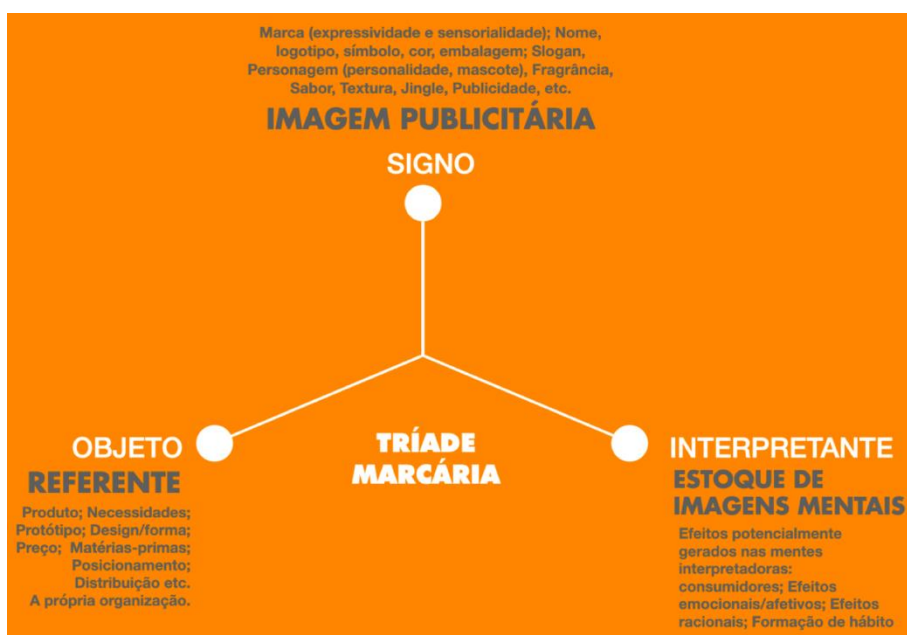 Marca (expressividade e sensorialidade); Nome,
logotipo, símbolo, cor, embalagem; Slogan,
Personagem (personalidade, mascote), Fragrância,
Sabor, Textura, Jingle, Publicidade, etc.
IMAGEM PUBLICITÁRIA
SIGNO
OBJETO
REFERENTE
Produto; Necessidades;
Protótipo; Design/forma;
Preço; Matérias-primas;
Posicionamento;
Distribuição etc.
A própria organização.
TRÍADE
MARCÁRIA
INTERPRETANTE
ESTOQUE DE
IMAGENS MENTAIS
Efeitos potencialmente
gerados nas mentes
interpretadoras:
consumidores; Efeitos
emocionais/afetivos; Efeitos
racionais; Formação de hábito